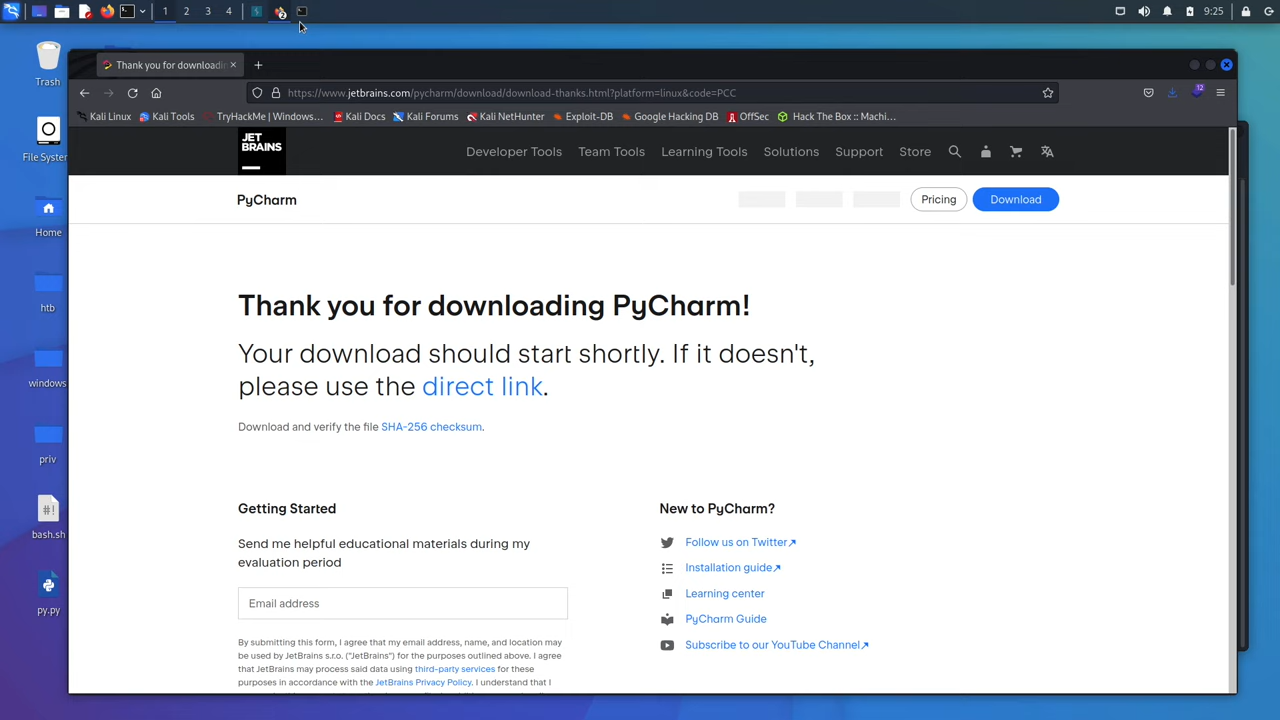 1 2 3 4 2 9:25
Thank you for downloadin
https://www.jetbrains.com/pycharm/download/download-thanks.html?platform=linux&code=PCC
12
Kali Linux Kali Tools TryHackMe | Windows... Kali Docs Kali Forums Kali NetHunter Exploit-DB Google Hacking DB OffSec Hack The Box :: Machi...
JET
BRAINS
Developer Tools Team Tools Learning Tools Solutions Support Store
PyCharm Pricing Download
Thank you for downloading PyCharm!
Your download should start shortly. If it doesn't,
please use the direct link.
Download and verify the file SHA-256 checksum.
Getting Started
Send me helpful educational materials during my
evaluation period
Email address
By submitting this form, I agree that my email address, name, and location may
be used by JetBrains s.r.o. ("JetBrains") for the purposes outlined above. I agree
that JetBrains may process said data using third-party services for these
purposes in accordance with the JetBrains Privacy Policy. I understand that I
New to PyCharm?
Follow us on Twitter↗
Installation guide↗
Learning center
PyCharm Guide
Subscribe to our YouTube Channel↗
Trash
File System
Home
htb
windows
priv
#!
bash.sh
py.py